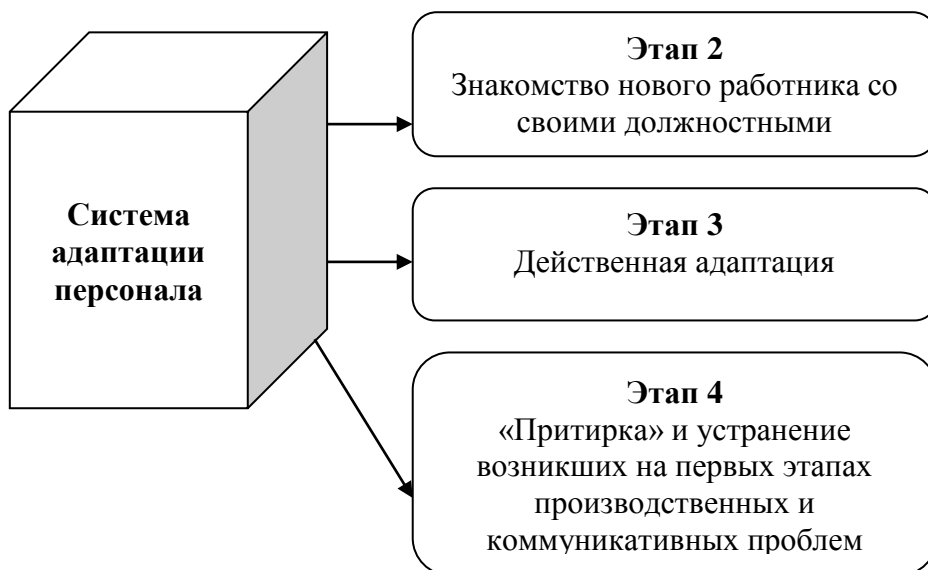 Система
адаптации
персонала
Этап 2
Знакомство нового работника со
своими должностными
Этап 3
Действенная адаптация
Этап 4
«Притирка» и устранение
возникших на первых этапах
производственных и
коммуникативных проблем